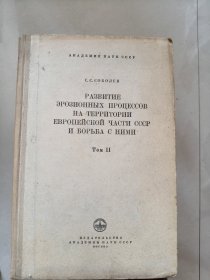 АКАДЕМИЯ НАУК СССР
С. С. СОБОЛЕВ
РАЗВИТИЕ
ЭРОЗИОННЫХ ПРОЦЕССОВ
НА ТЕРРИТОРИИ
ЕВРОПЕЙСКОЙ ЧАСТИ СССР
И БОРЬБА С НИМИ
Том II
ИЗДАТЕЛЬСТВО
АКАДЕМИИ НАУК СССР
МОСКВА